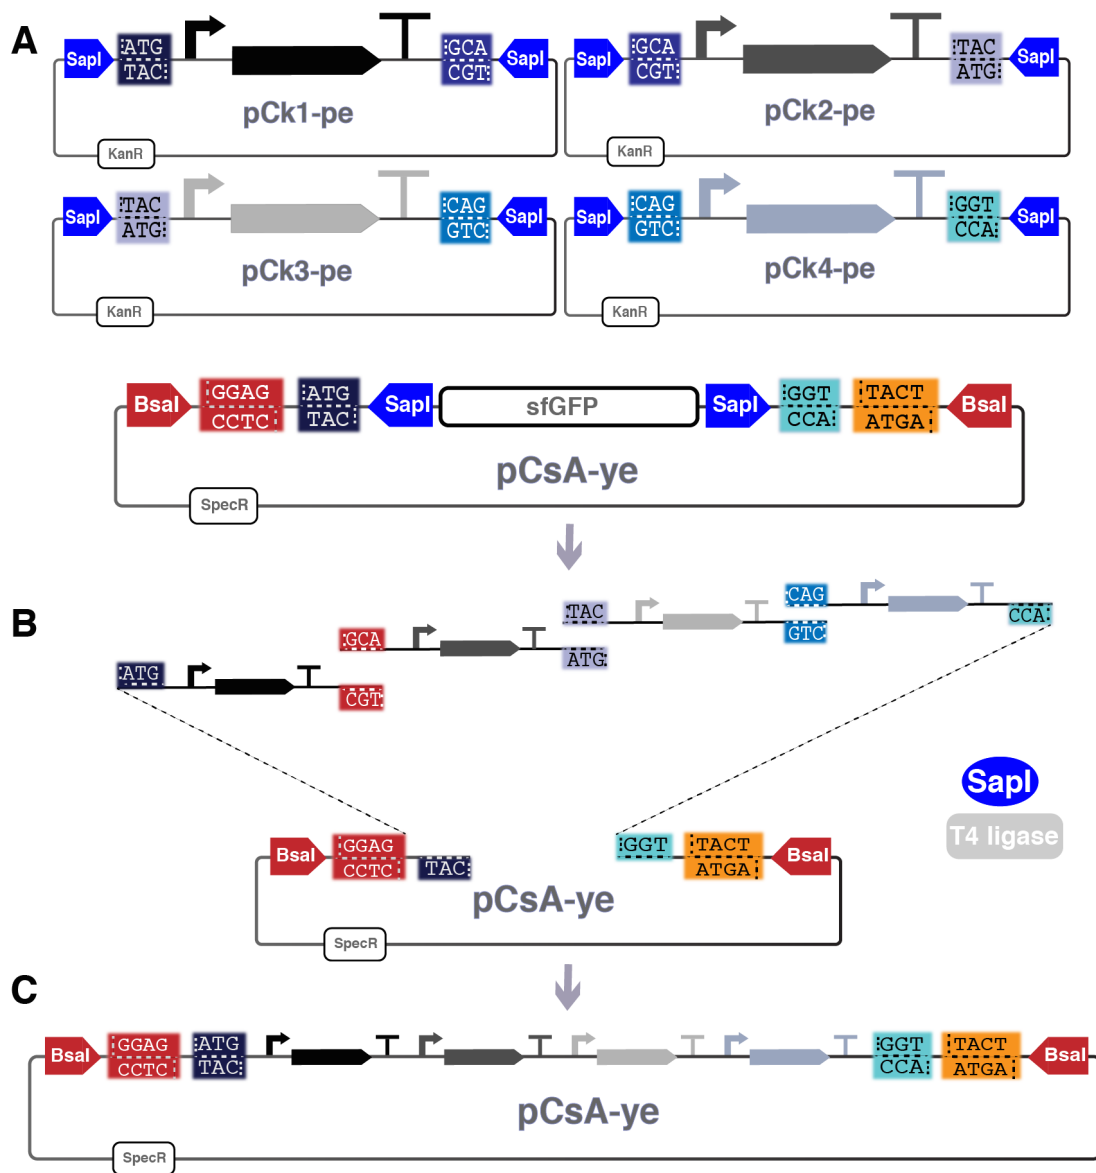 A
SapI ATG TAC GCA CGT SapI
pCk1-pe
KanR
SapI GCA CGT TAC ATG SapI
pCk2-pe
KanR
SapI TAC ATG CAG GTC SapI
pCk3-pe
KanR
SapI CAG GTC GGT CCA SapI
pCk4-pe
KanR
BsaI GGAG CCTC ATG TAC SapI sfGFP SapI GGT CCA TACT ATGA BsaI
pCsA-ye
SpecR
B
ATG
CGT
GCA
ATG
TAC
GTC
CAG
CCA
SapI
T4 ligase
BsaI GGAG CCTC TAC GGT TACT ATGA BsaI
pCsA-ye
SpecR
C
BsaI GGAG CCTC ATG TAC GGT CCA TACT ATGA BsaI
pCsA-ye
SpecR